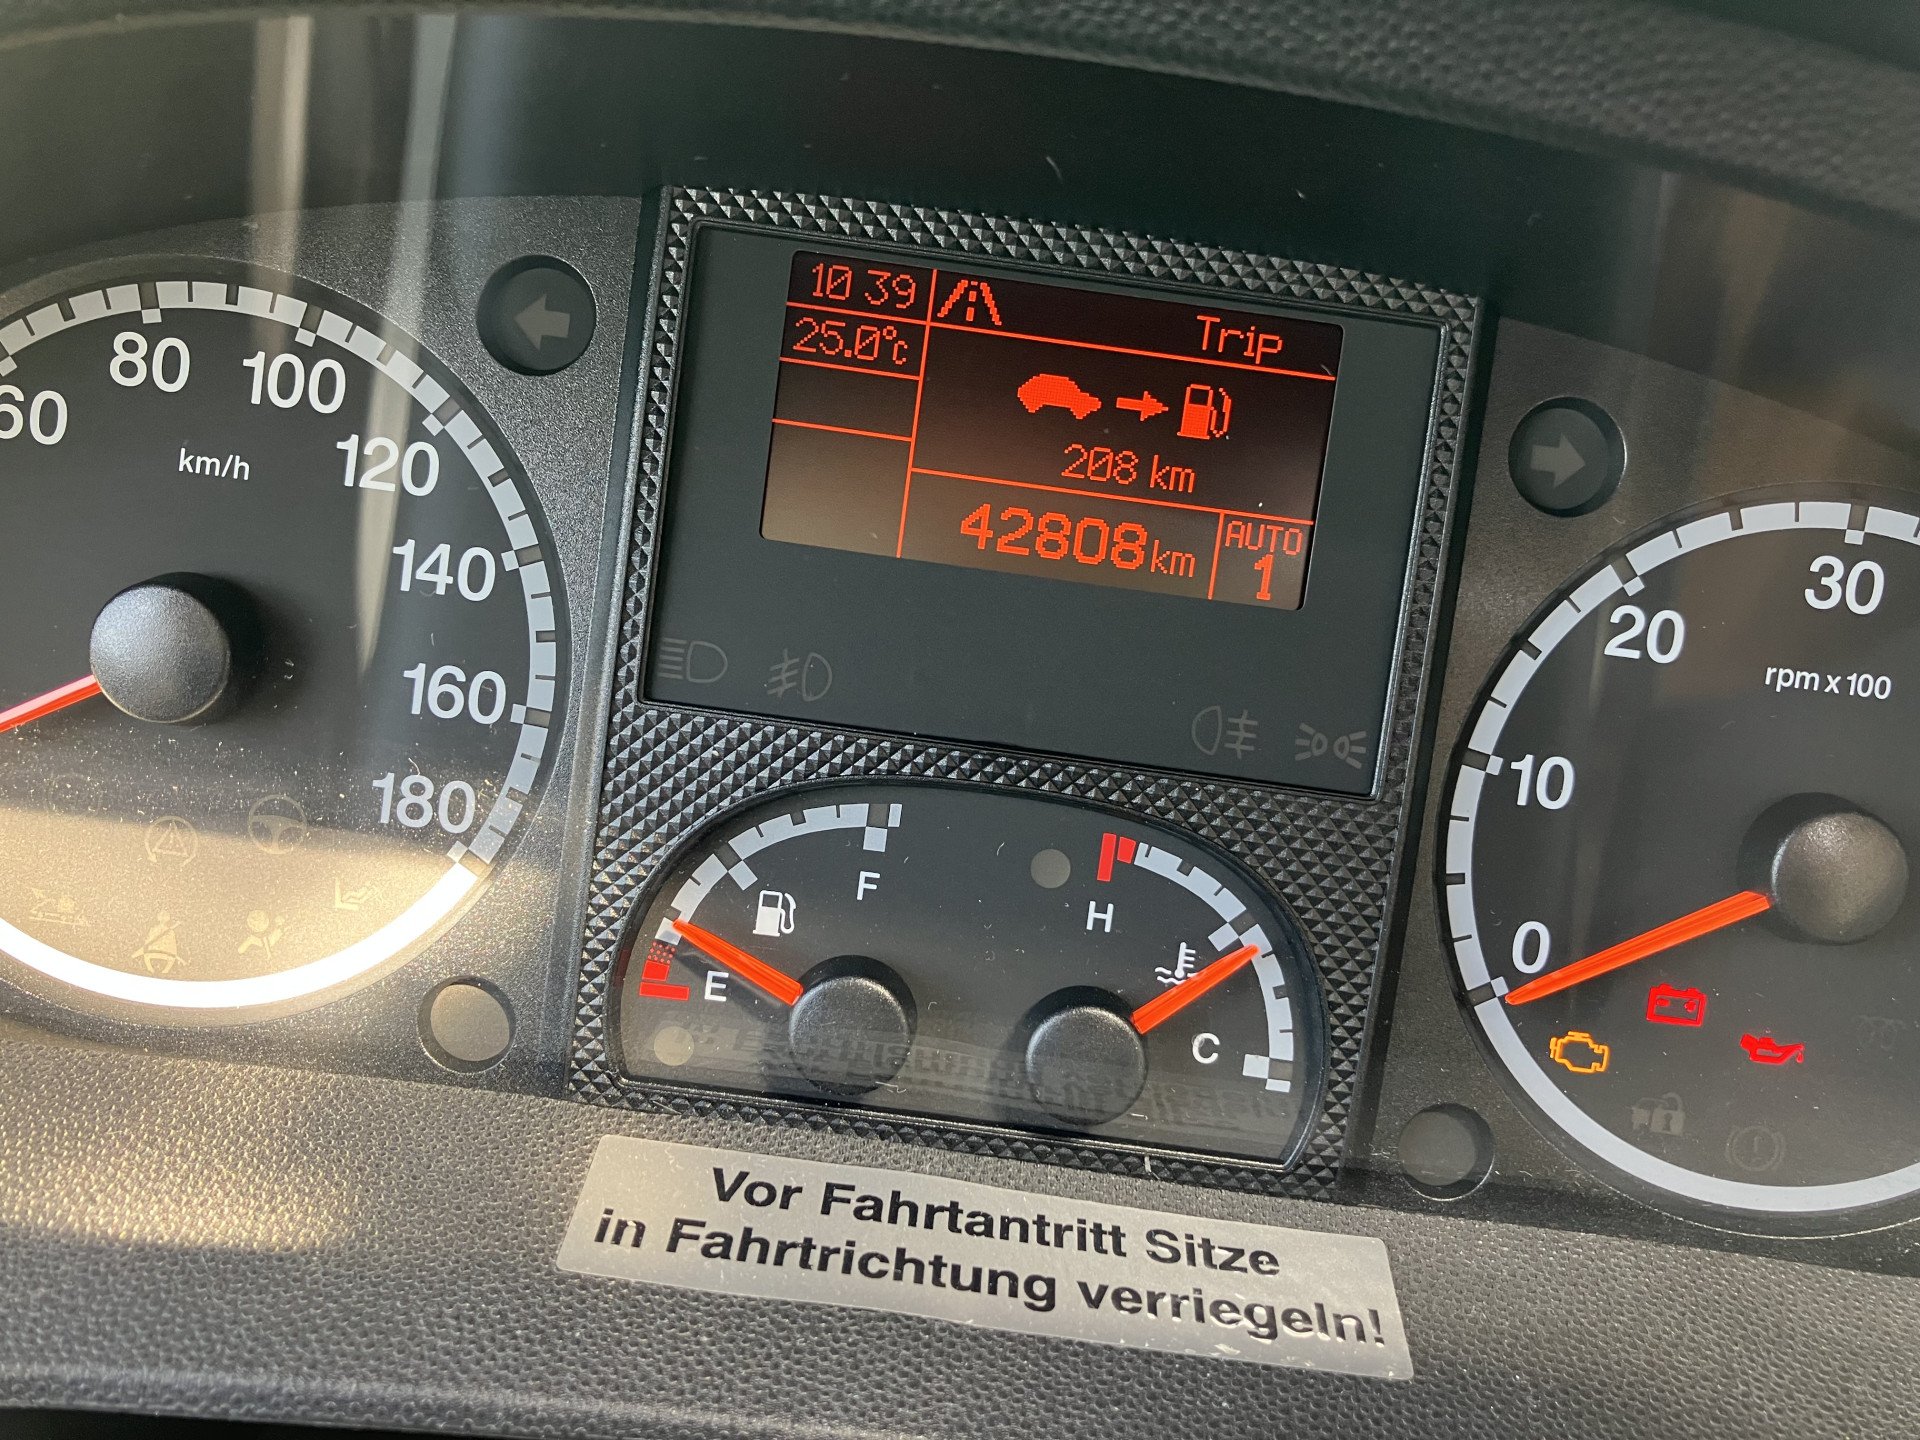 10 39
Trip
25.0°c
208 km
42808 km
AUTO
1
60
80
100
120
140
160
180
km/h
0
10
20
30
rpm x 100
F
E
H
C
Vor Fahrtantritt Sitze
in Fahrtrichtung verriegeln!